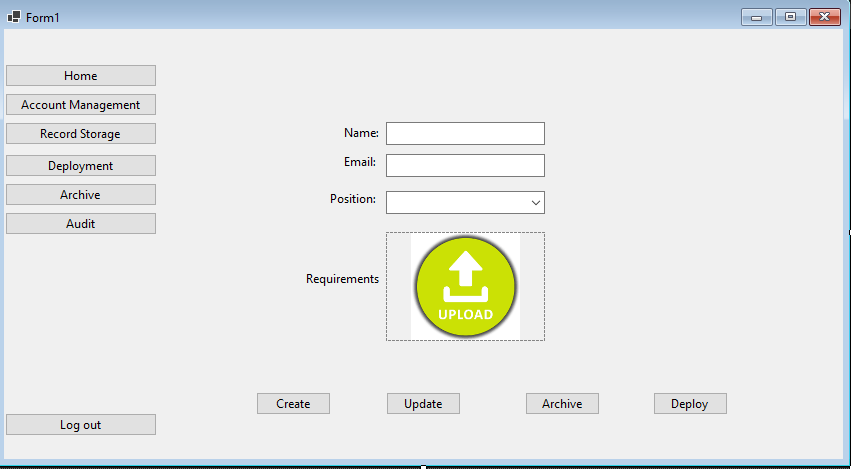 Form1
Home
Account Management
Record Storage
Deployment
Archive
Audit
Log out
Name:
Email:
Position:
Requirements
UPLOAD
Create
Update
Archive
Deploy